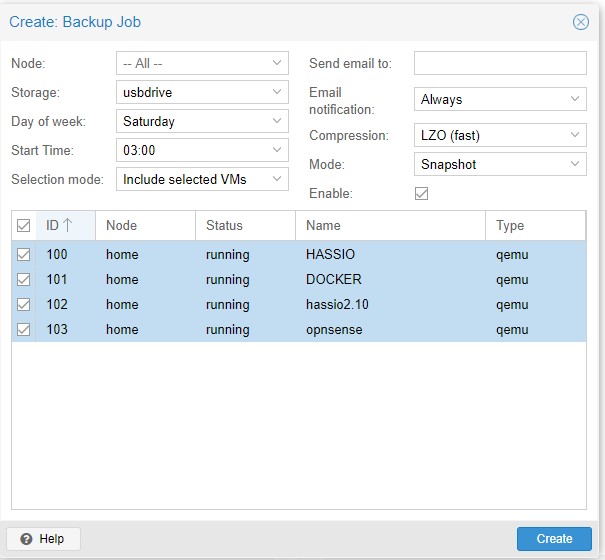 Create: Backup Job
Node: -- All --
Storage: usbdrive
Day of week: Saturday
Start Time: 03:00
Selection mode: Include selected VMs
Send email to:
Email notification: Always
Compression: LZO (fast)
Mode: Snapshot
Enable:
ID Node Status Name Type
100 home running HASSIO qemu
101 home running DOCKER qemu
102 home running hassio2.10 qemu
103 home running opnsense qemu
Help
Create